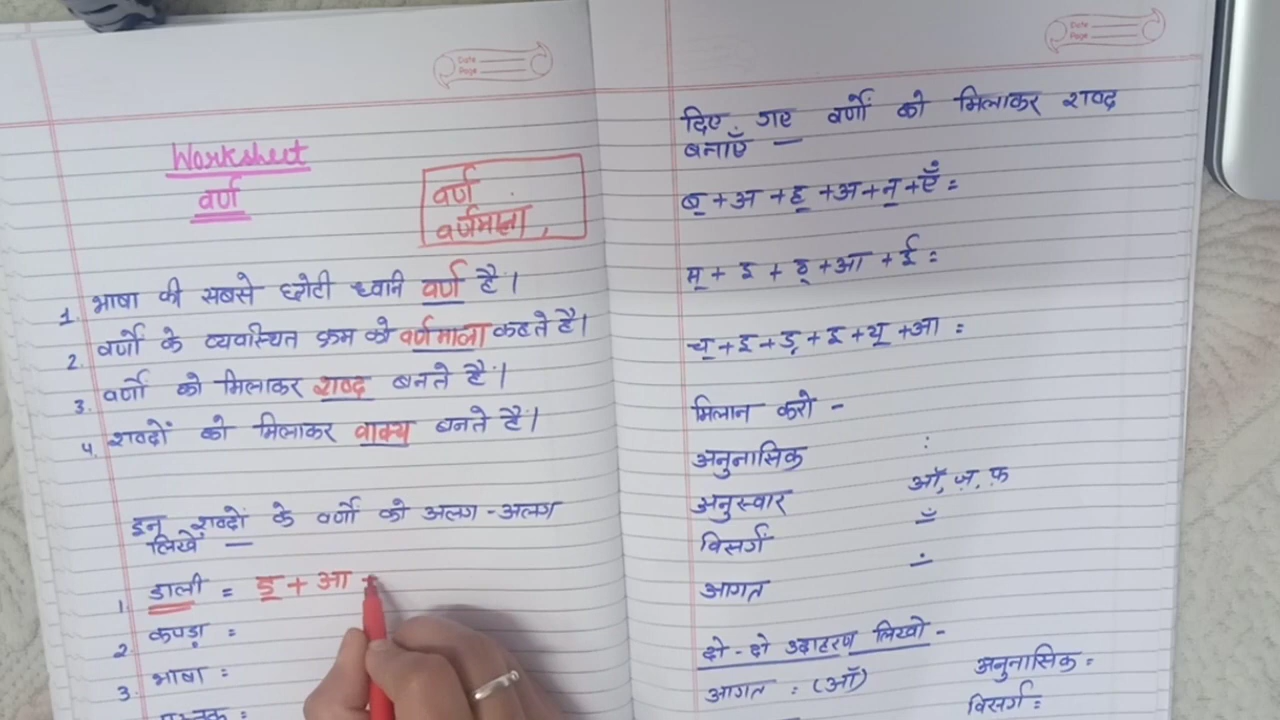 Date
Page
Worksheet
वर्ण
वर्ण
वर्णमाला
1. भाषा की सबसे छोटी ध्वनि वर्ण है।
2. वर्णों के व्यवस्थित क्रम को वर्णमाला कहते है।
3. वर्णों को मिलाकर शब्द बनते है।
4. शब्दों को मिलाकर वाक्य बनते है।
इन शब्दों के वर्णों को अलग-अलग
लिखें —
1. डाली = ड् + आ +
2. कपड़ा :
3. भाषा :
Date
Page
दिए गए वर्णों को मिलाकर शब्द
बनाएँ —
ब् + अ + ह् + अ + न् + एँ =
म् + इ + ठ् + आ + ई =
च् + इ + ड़् + इ + य् + आ =
मिलान करो -
अनुनासिक :
अनुस्वार ऑ, ज़, फ़
विसर्ग ँ
आगत ं
दो-दो उदाहरण लिखो -
आगत : (ऑ) अनुनासिक =
विसर्ग =